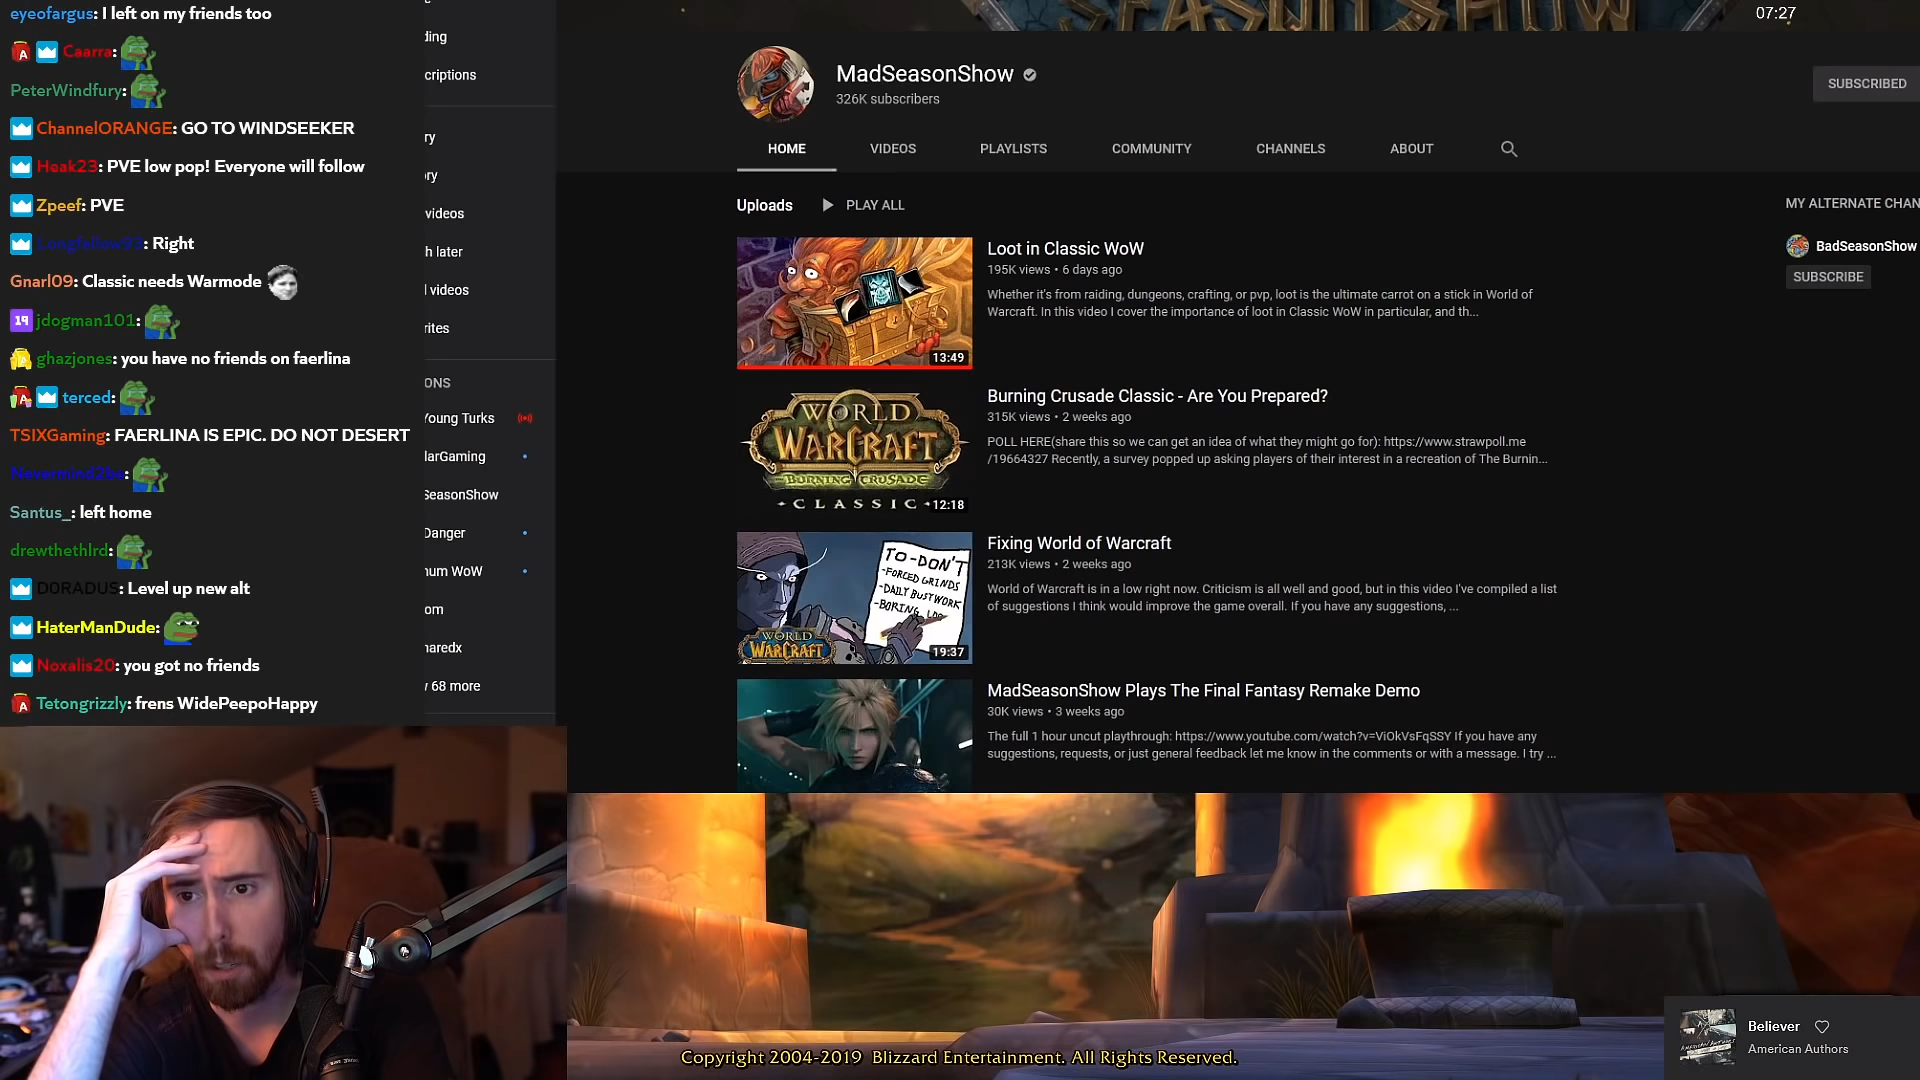 eyeofargus: I left on my friends too
Caarra:
PeterWindfury:
ChannelORANGE: GO TO WINDSEEKER
Heak23: PVE low pop! Everyone will follow
Zpeef: PVE
Longfellow93: Right
Gnarl09: Classic needs Warmode
jdogman101:
ghazjones: you have no friends on faerlina
terced:
TSIXGaming: FAERLINA IS EPIC. DO NOT DESERT
Nevermind2be:
Santus_: left home
drewthethlrd:
D0RADUS: Level up new alt
HaterManDude:
Noxalis20: you got no friends
Tetongrizzly: frens WidePeepoHappy
ding
criptions
ry
ory
videos
h later
l videos
rites
ONS
Young Turks
larGaming
SeasonShow
Danger
num WoW
om
haredx
68 more
SEASON SHOW
07:27
MadSeasonShow
326K subscribers
SUBSCRIBED
HOME VIDEOS PLAYLISTS COMMUNITY CHANNELS ABOUT
Uploads PLAY ALL
Loot in Classic WoW
195K views • 6 days ago
Whether it's from raiding, dungeons, crafting, or pvp, loot is the ultimate carrot on a stick in World of
Warcraft. In this video I cover the importance of loot in Classic WoW in particular, and th...
13:49
WORLD
WARCRAFT
BURNING CRUSADE
CLASSIC
12:18
Burning Crusade Classic - Are You Prepared?
315K views • 2 weeks ago
POLL HERE(share this so we can get an idea of what they might go for): https://www.strawpoll.me
/19664327 Recently, a survey popped up asking players of their interest in a recreation of The Burnin...
TO-DON'T
-FORCED GRINDS
-DAILY BUSYWORK
-BORING
WORLD
WARCRAFT
19:37
Fixing World of Warcraft
213K views • 2 weeks ago
World of Warcraft is in a low right now. Criticism is all well and good, but in this video I've compiled a list
of suggestions I think would improve the game overall. If you have any suggestions, ...
MadSeasonShow Plays The Final Fantasy Remake Demo
30K views • 3 weeks ago
The full 1 hour uncut playthrough: https://www.youtube.com/watch?v=ViOkVsFqSSY If you have any
suggestions, requests, or just general feedback let me know in the comments or with a message. I try ...
MY ALTERNATE CHAN
BadSeasonShow
SUBSCRIBE
Copyright 2004-2019 Blizzard Entertainment. All Rights Reserved.
Believer
American Authors